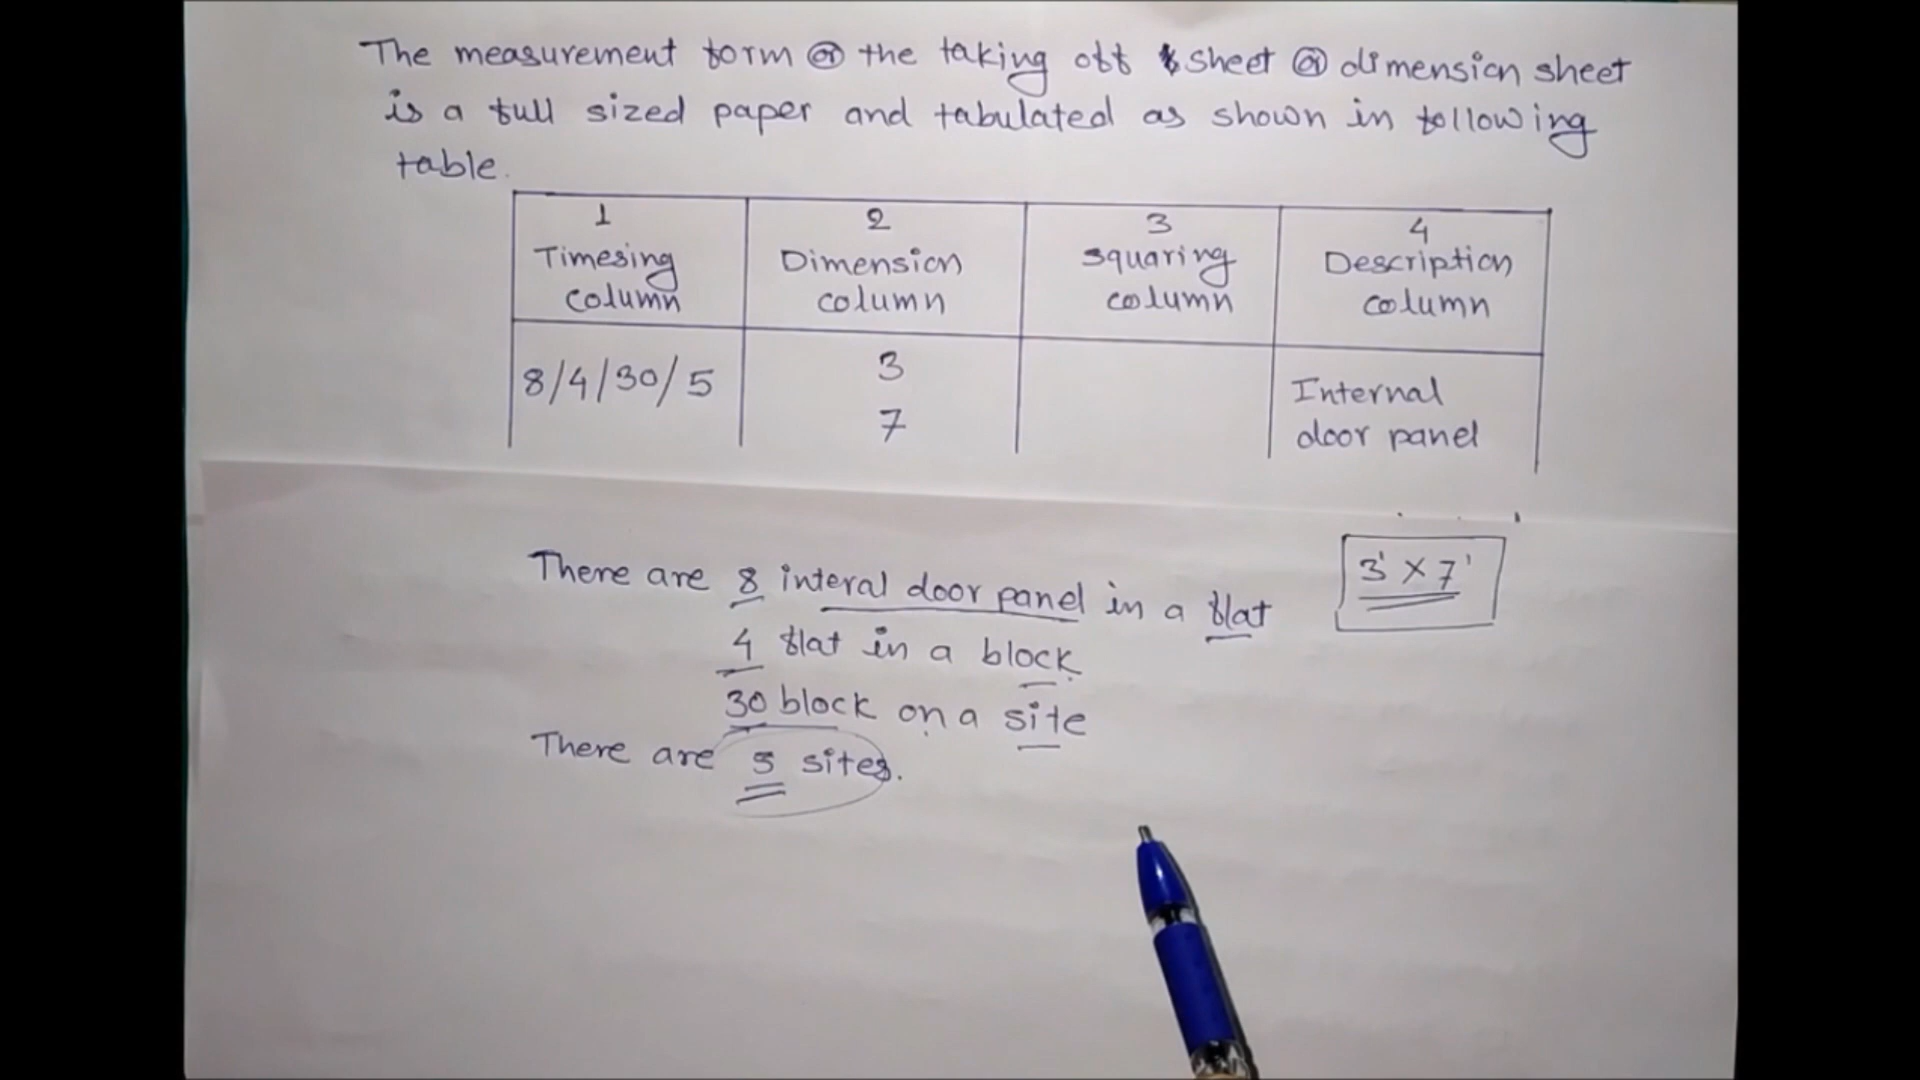 The measurement form or the taking off sheet or dimension sheet
is a full sized paper and tabulated as shown in following
table.
1 2 3 4
Timesing Dimension squaring Description
column column column column
8/4/30/5 3 Internal
7 door panel
There are 8 interal door panel in a flat
3' X 7'
4 flat in a block
30 block on a site
There are 5 sites.